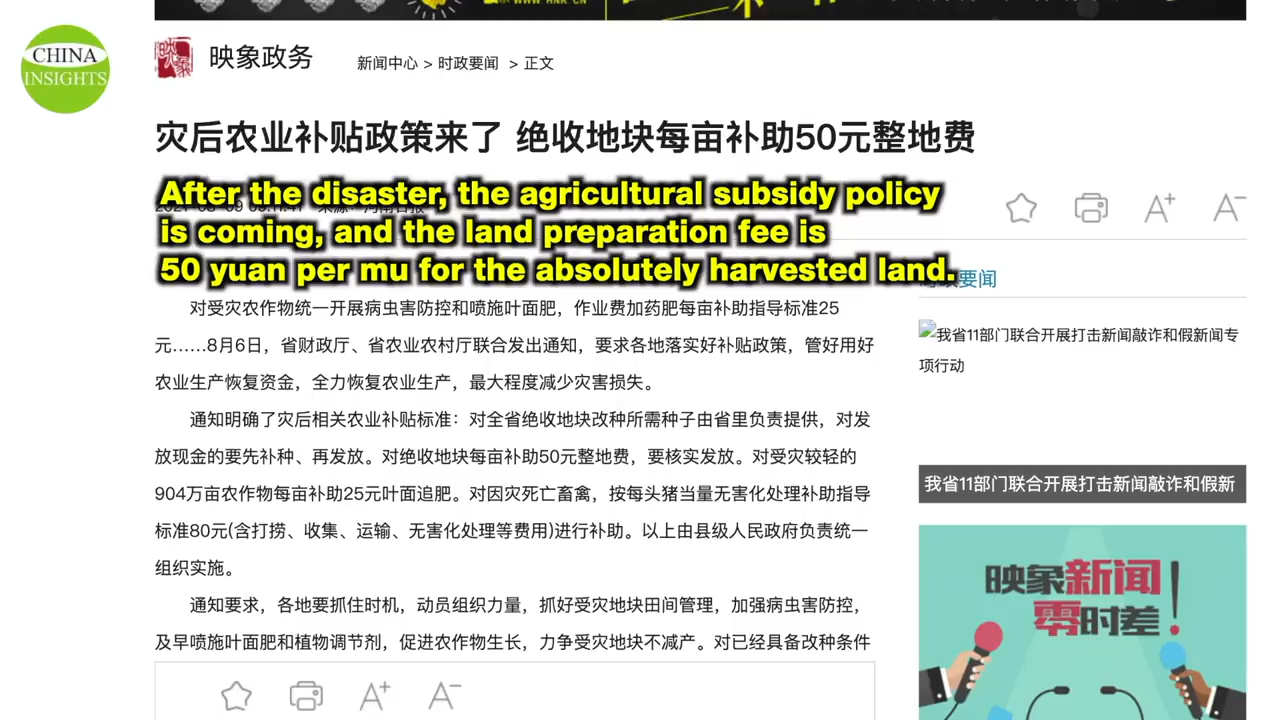 WWW.HNR.CN
CHINA
INSIGHTS
映象
映象政务
新闻中心 > 时政要闻 > 正文
灾后农业补贴政策来了 绝收地块每亩补助50元整地费
After the disaster, the agricultural subsidy policy
is coming, and the land preparation fee is
50 yuan per mu for the absolutely harvested land.
要闻
对受灾农作物统一开展病虫害防控和喷施叶面肥，作业费加药肥每亩补助指导标准25
元……8月6日，省财政厅、省农业农村厅联合发出通知，要求各地落实好补贴政策，管好用好
农业生产恢复资金，全力恢复农业生产，最大程度减少灾害损失。
通知明确了灾后相关农业补贴标准：对全省绝收地块改种所需种子由省里负责提供，对发
放现金的要先补种、再发放。对绝收地块每亩补助50元整地费，要核实发放。对受灾较轻的
904万亩农作物每亩补助25元叶面追肥。对因灾死亡畜禽，按每头猪当量无害化处理补助指导
标准80元(含打捞、收集、运输、无害化处理等费用)进行补助。以上由县级人民政府负责统一
组织实施。
通知要求，各地要抓住时机，动员组织力量，抓好受灾地块田间管理，加强病虫害防控，
及早喷施叶面肥和植物调节剂，促进农作物生长，力争受灾地块不减产。对已经具备改种条件
A+
A-
A+
A-
我省11部门联合开展打击新闻敲诈和假新闻专
项行动
我省11部门联合开展打击新闻敲诈和假新
映象新闻
零时差!